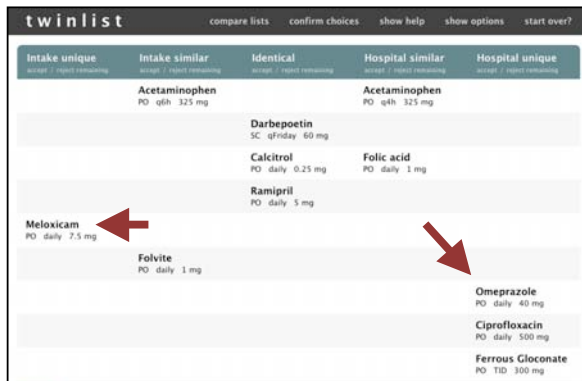 twinlist compare lists confirm choices show help show options start over?
Intake unique Intake similar Identical Hospital similar Hospital unique
accept / reject remaining accept / reject remaining accept / reject remaining accept / reject remaining accept / reject remaining
Acetaminophen Acetaminophen
PO q6h 325 mg PO q4h 325 mg
Darbepoetin
SC qFriday 60 mg
Calcitrol Folic acid
PO daily 0.25 mg PO daily 1 mg
Ramipril
PO daily 5 mg
Meloxicam
PO daily 7.5 mg
Folvite
PO daily 1 mg
Omeprazole
PO daily 40 mg
Ciprofloxacin
PO daily 500 mg
Ferrous Gloconate
PO TID 300 mg